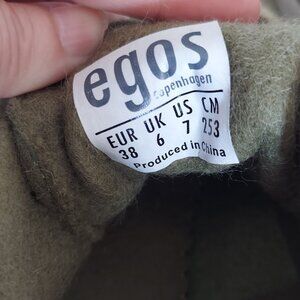 egos
copenhagen
EUR UK US CM
38 6 7 253
Produced in China